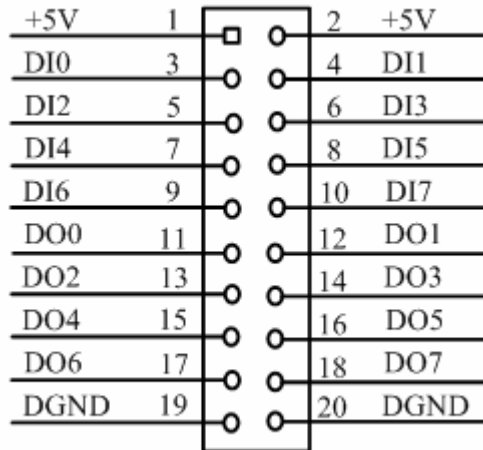 +5V 1 2 +5V
DI0 3 4 DI1
DI2 5 6 DI3
DI4 7 8 DI5
DI6 9 10 DI7
DO0 11 12 DO1
DO2 13 14 DO3
DO4 15 16 DO5
DO6 17 18 DO7
DGND 19 20 DGND